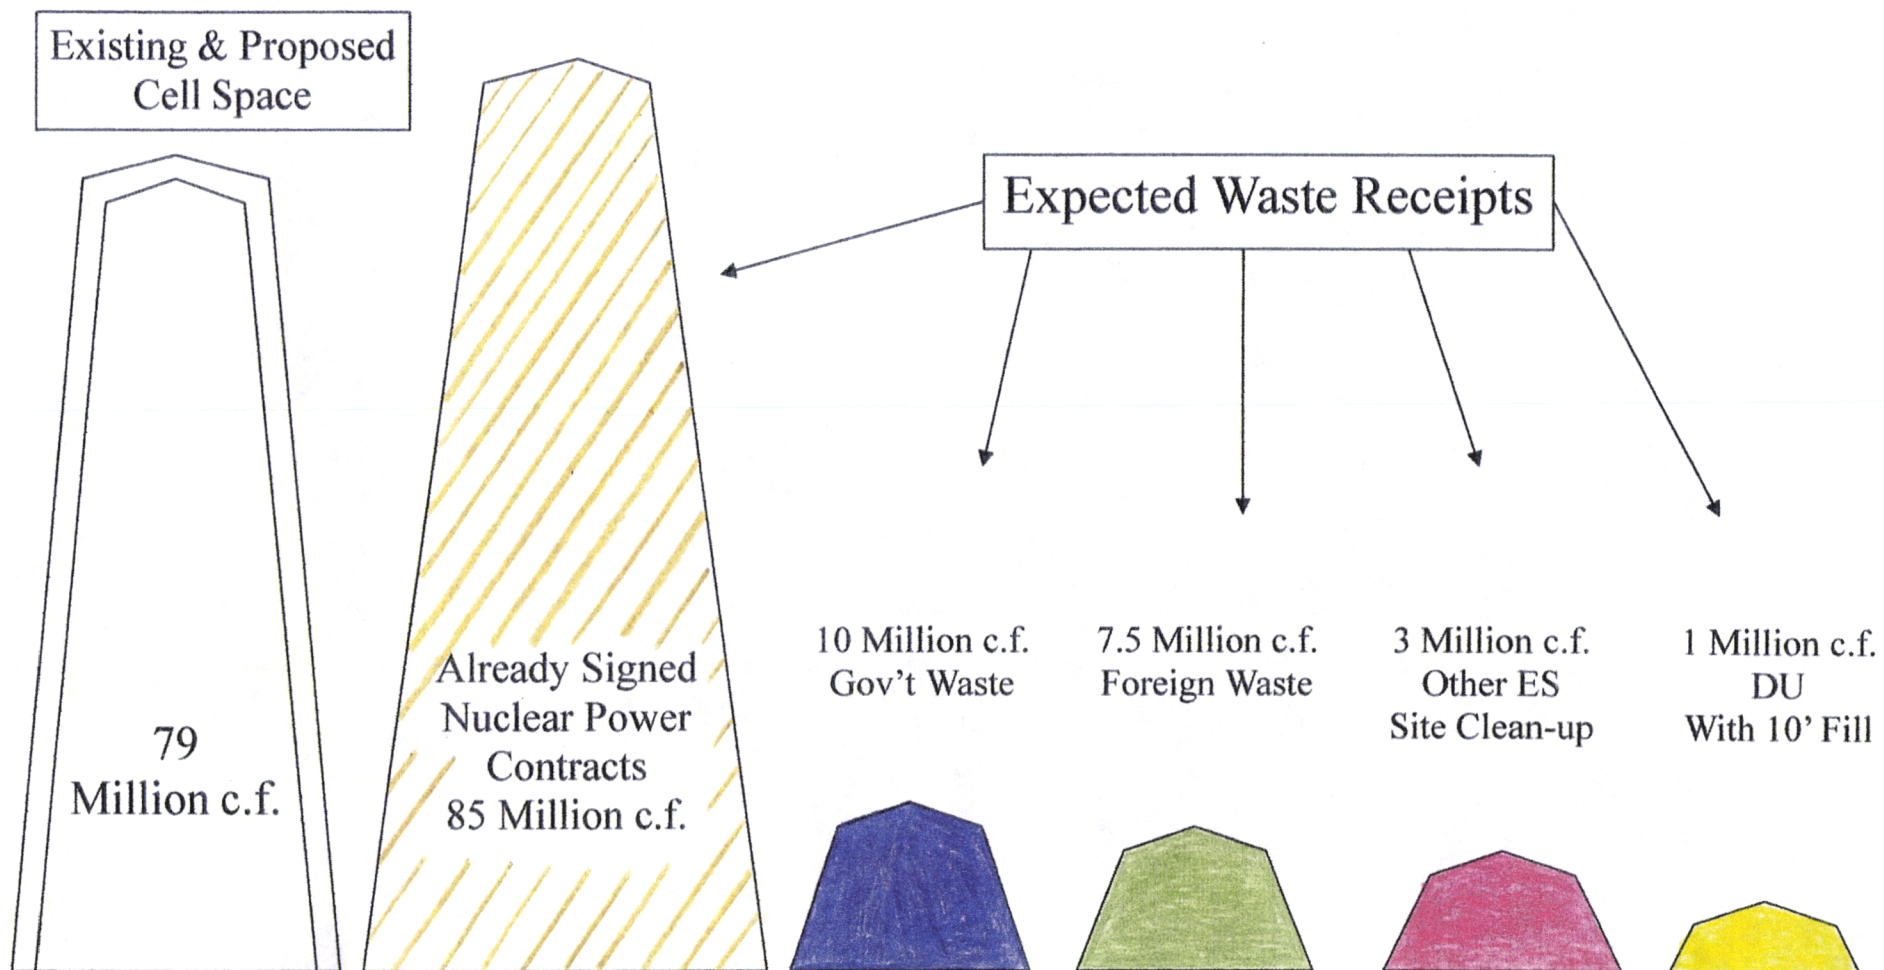 Existing & Proposed
Cell Space
Expected Waste Receipts
79
Million c.f.
Already Signed
Nuclear Power
Contracts
85 Million c.f.
10 Million c.f.
Gov't Waste
7.5 Million c.f.
Foreign Waste
3 Million c.f.
Other ES
Site Clean-up
1 Million c.f.
DU
With 10' Fill